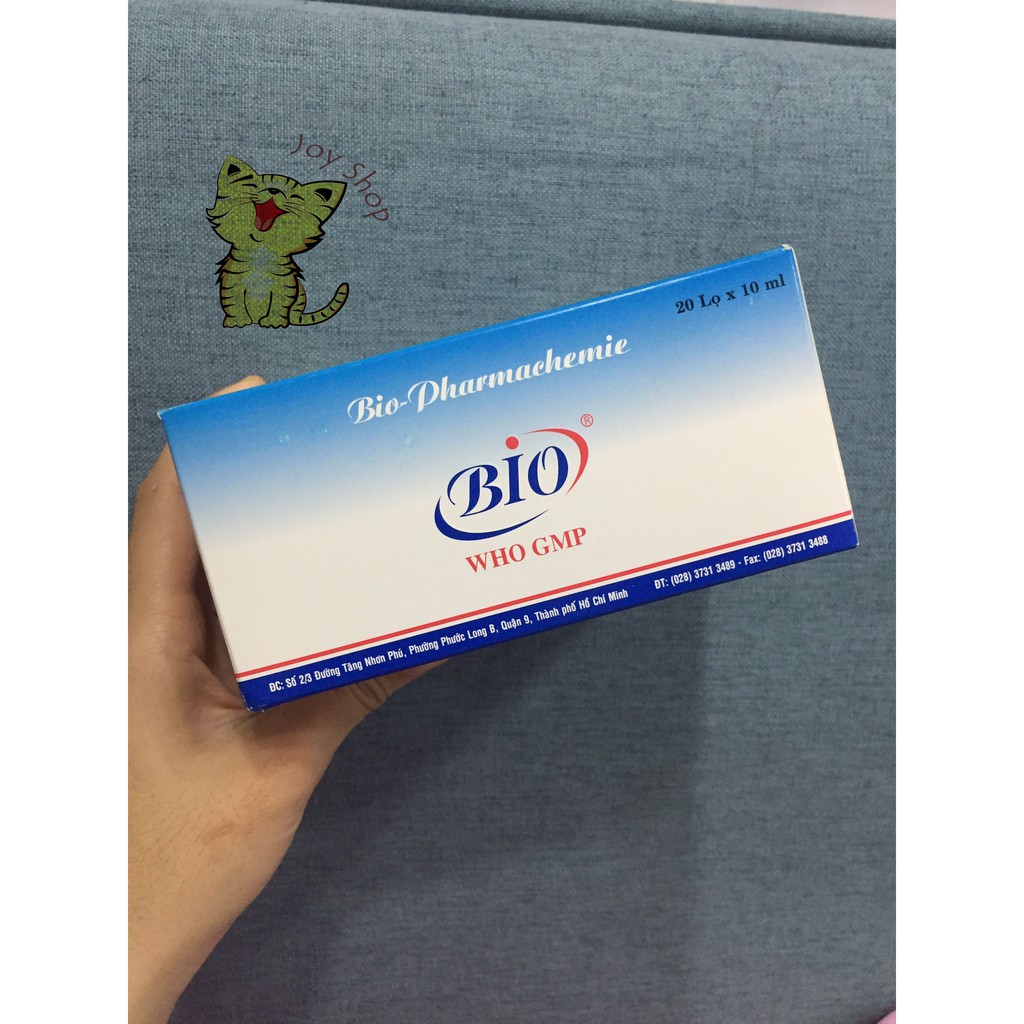 Joy Shop
20 Lọ x 10 ml
Bio-Pharmachemie
BIO®
WHO GMP
ĐC: Số 2/3 Đường Tăng Nhơn Phú, Phường Phước Long B, Quận 9, Thành phố Hồ Chí Minh ĐT: (028) 3731 3489 - Fax: (028) 3731 3488